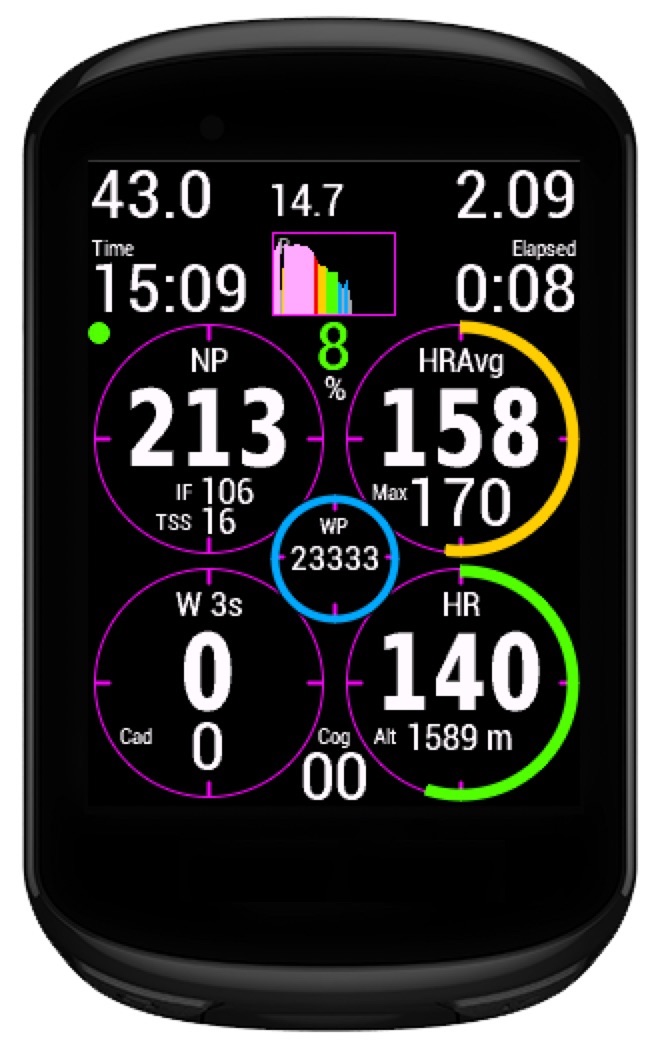 43.0 14.7 2.09
Time Elapsed
15:09 0:08
8
%
NP HRAvg
213 158
IF 106 Max 170
TSS 16
WP
23333
W 3s HR
0 140
Cad 0 Cog Alt 1589 m
00